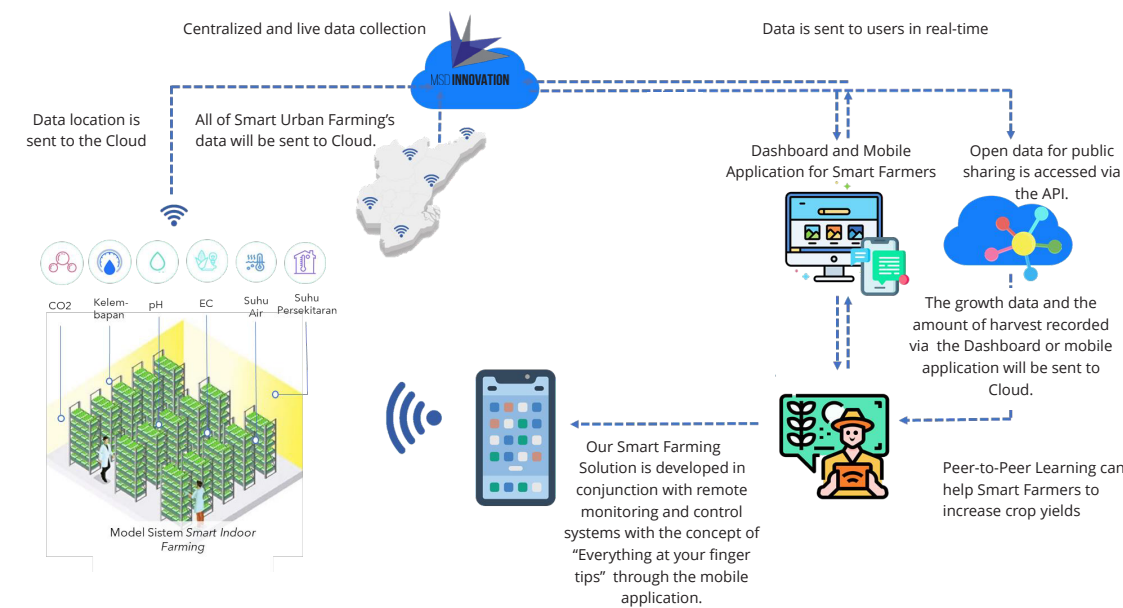 Centralized and live data collection
Data is sent to users in real-time
MSD INNOVATION
Data location is
sent to the Cloud
All of Smart Urban Farming's
data will be sent to Cloud.
Dashboard and Mobile
Application for Smart Farmers
Open data for public
sharing is accessed via
the API.
CO2
Kelem-
bapan
pH
EC
Suhu
Air
Suhu
Persekitaran
Model Sistem Smart Indoor
Farming
The growth data and the
amount of harvest recorded
via the Dashboard or mobile
application will be sent to
Cloud.
Our Smart Farming
Solution is developed in
conjunction with remote
monitoring and control
systems with the concept of
“Everything at your finger
tips” through the mobile
application.
Peer-to-Peer Learning can
help Smart Farmers to
increase crop yields